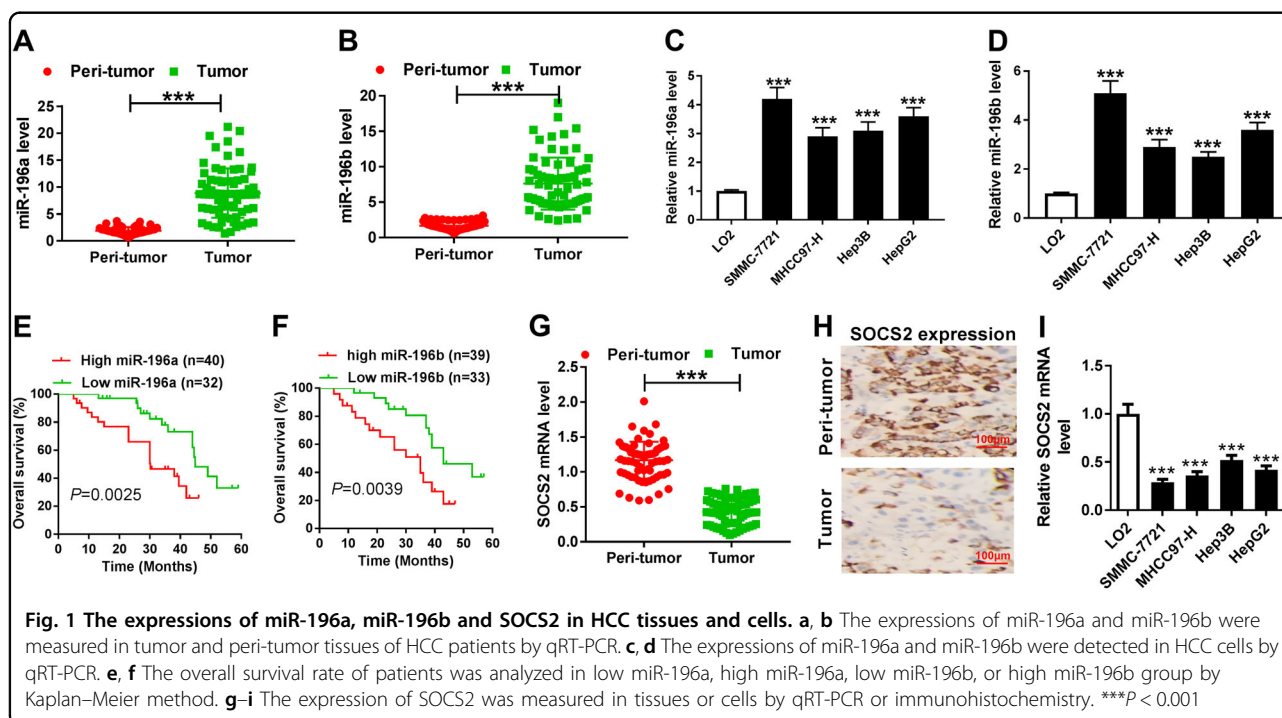 A
Peri-tumor Tumor
***
miR-196a level
25
20
15
10
5
0
Peri-tumor Tumor
B
Peri-tumor Tumor
***
miR-196b level
20
15
10
5
0
Peri-tumor Tumor
C
Relative miR-196a level
5
4
3
2
1
0
***
***
***
***
LO2
SMMC-7721
MHCC97-H
Hep3B
HepG2
D
Relative miR-196b level
6
4
2
0
***
***
***
***
LO2
SMMC-7721
MHCC97-H
Hep3B
HepG2
E
High miR-196a (n=40)
Low miR-196a (n=32)
Overall survival (%)
100
80
60
40
20
0
P=0.0025
0 10 20 30 40 50 60
Time (Months)
F
high miR-196b (n=39)
Low miR-196b (n=33)
Overall survival (%)
100
80
60
40
20
0
P=0.0039
0 10 20 30 40 50 60
Time (Months)
G
Peri-tumor Tumor
***
SOCS2 mRNA level
2.5
2.0
1.5
1.0
0.5
0.0
Peri-tumor Tumor
H
SOCS2 expression
Peri-tumor
100μm
Tumor
100μm
I
Relative SOCS2 mRNA
level
1.5
1.0
0.5
0.0
***
***
***
***
LO2
SMMC-7721
MHCC97-H
Hep3B
HepG2
Fig. 1 The expressions of miR-196a, miR-196b and SOCS2 in HCC tissues and cells. a, b The expressions of miR-196a and miR-196b were
measured in tumor and peri-tumor tissues of HCC patients by qRT-PCR. c, d The expressions of miR-196a and miR-196b were detected in HCC cells by
qRT-PCR. e, f The overall survival rate of patients was analyzed in low miR-196a, high miR-196a, low miR-196b, or high miR-196b group by
Kaplan–Meier method. g–i The expression of SOCS2 was measured in tissues or cells by qRT-PCR or immunohistochemistry. ***P < 0.001